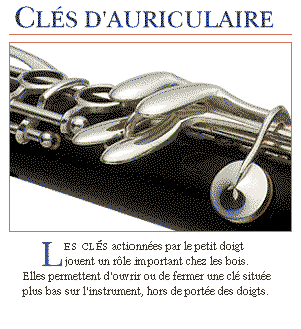 CLÉS D'AURICULAIRE
LES CLÉS actionnées par le petit doigt
jouent un rôle important chez les bois.
Elles permettent d'ouvrir ou de fermer une clé située
plus bas sur l'instrument, hors de portée des doigts.